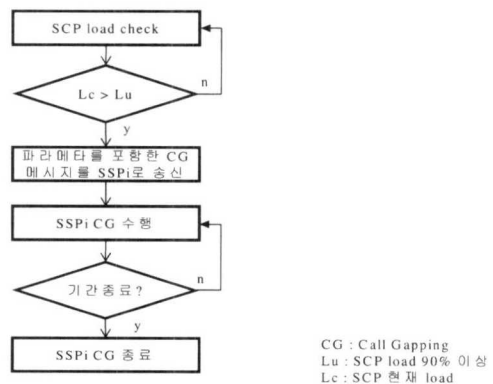 SCP load check
n
Lc > Lu
y
파라메타를 포함한 CG
메시지를 SSPi로 송신
SSPi CG 수행
n
기간종료?
y
SSPi CG 종료
CG : Call Gapping
Lu : SCP load 90% 이상
Lc : SCP 현재 load